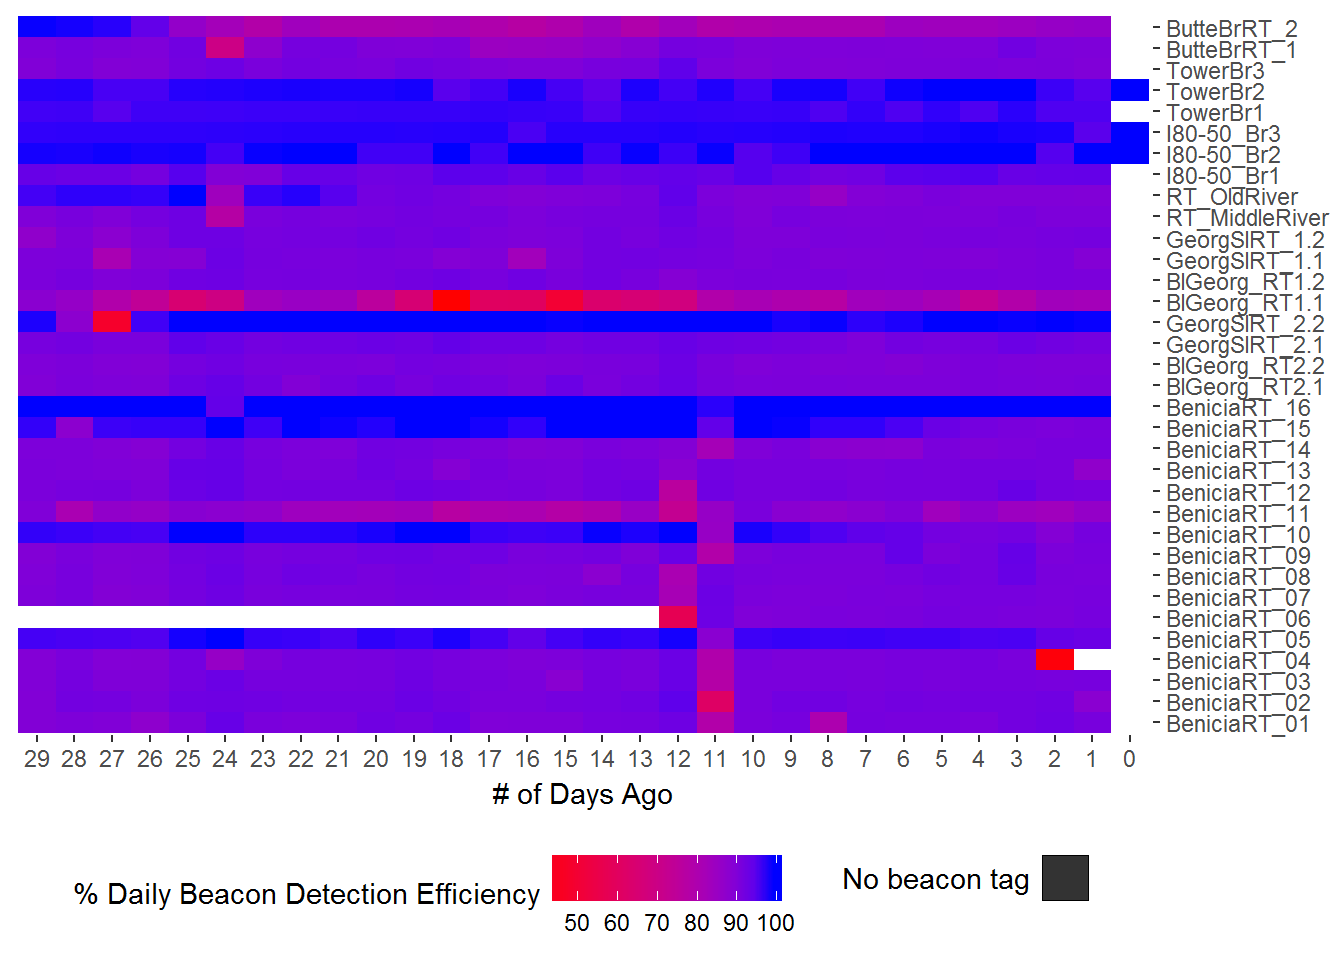 ButteBrRT_2
ButteBrRT_1
TowerBr3
TowerBr2
TowerBr1
I80-50_Br3
I80-50_Br2
I80-50_Br1
RT_OldRiver
RT_MiddleRiver
GeorgSlRT_1.2
GeorgSlRT_1.1
BlGeorg_RT1.2
BlGeorg_RT1.1
GeorgSlRT_2.2
GeorgSlRT_2.1
BlGeorg_RT2.2
BlGeorg_RT2.1
BeniciaRT_16
BeniciaRT_15
BeniciaRT_14
BeniciaRT_13
BeniciaRT_12
BeniciaRT_11
BeniciaRT_10
BeniciaRT_09
BeniciaRT_08
BeniciaRT_07
BeniciaRT_06
BeniciaRT_05
BeniciaRT_04
BeniciaRT_03
BeniciaRT_02
BeniciaRT_01
29 28 27 26 25 24 23 22 21 20 19 18 17 16 15 14 13 12 11 10 9 8 7 6 5 4 3 2 1 0
# of Days Ago
% Daily Beacon Detection Efficiency
50 60 70 80 90 100
No beacon tag